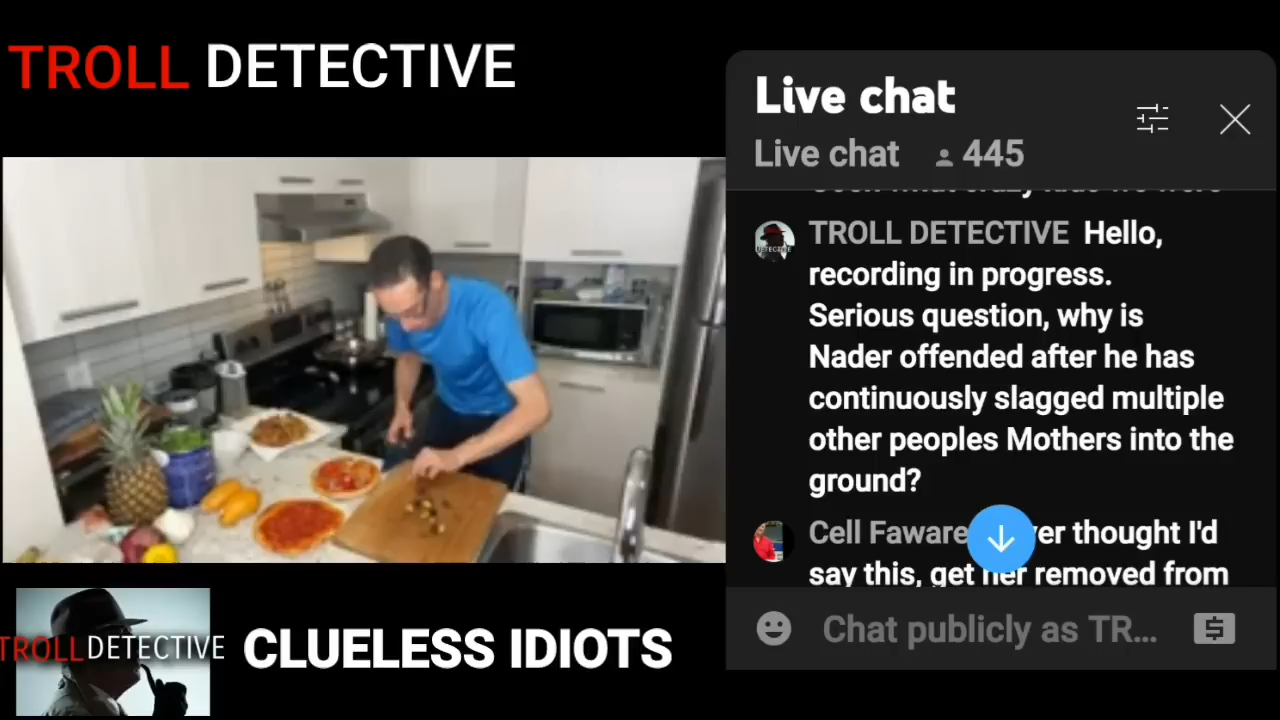 TROLL DETECTIVE
Live chat
Live chat 445
TROLL DETECTIVE Hello,
recording in progress.
Serious question, why is
Nader offended after he has
continuously slagged multiple
other peoples Mothers into the
ground?
Cell Faware thought I'd
say this, get her removed from
Chat publicly as TR...
TROLL DETECTIVE
CLUELESS IDIOTS